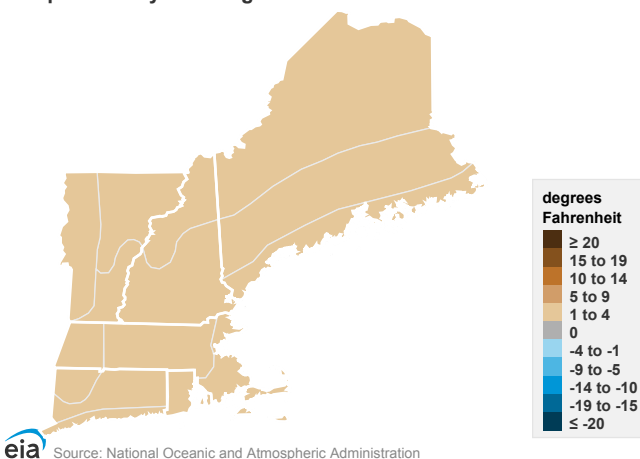 degrees
Fahrenheit
≥ 20
15 to 19
10 to 14
5 to 9
1 to 4
0
-4 to -1
-9 to -5
-14 to -10
-19 to -15
≤ -20
eia Source: National Oceanic and Atmospheric Administration